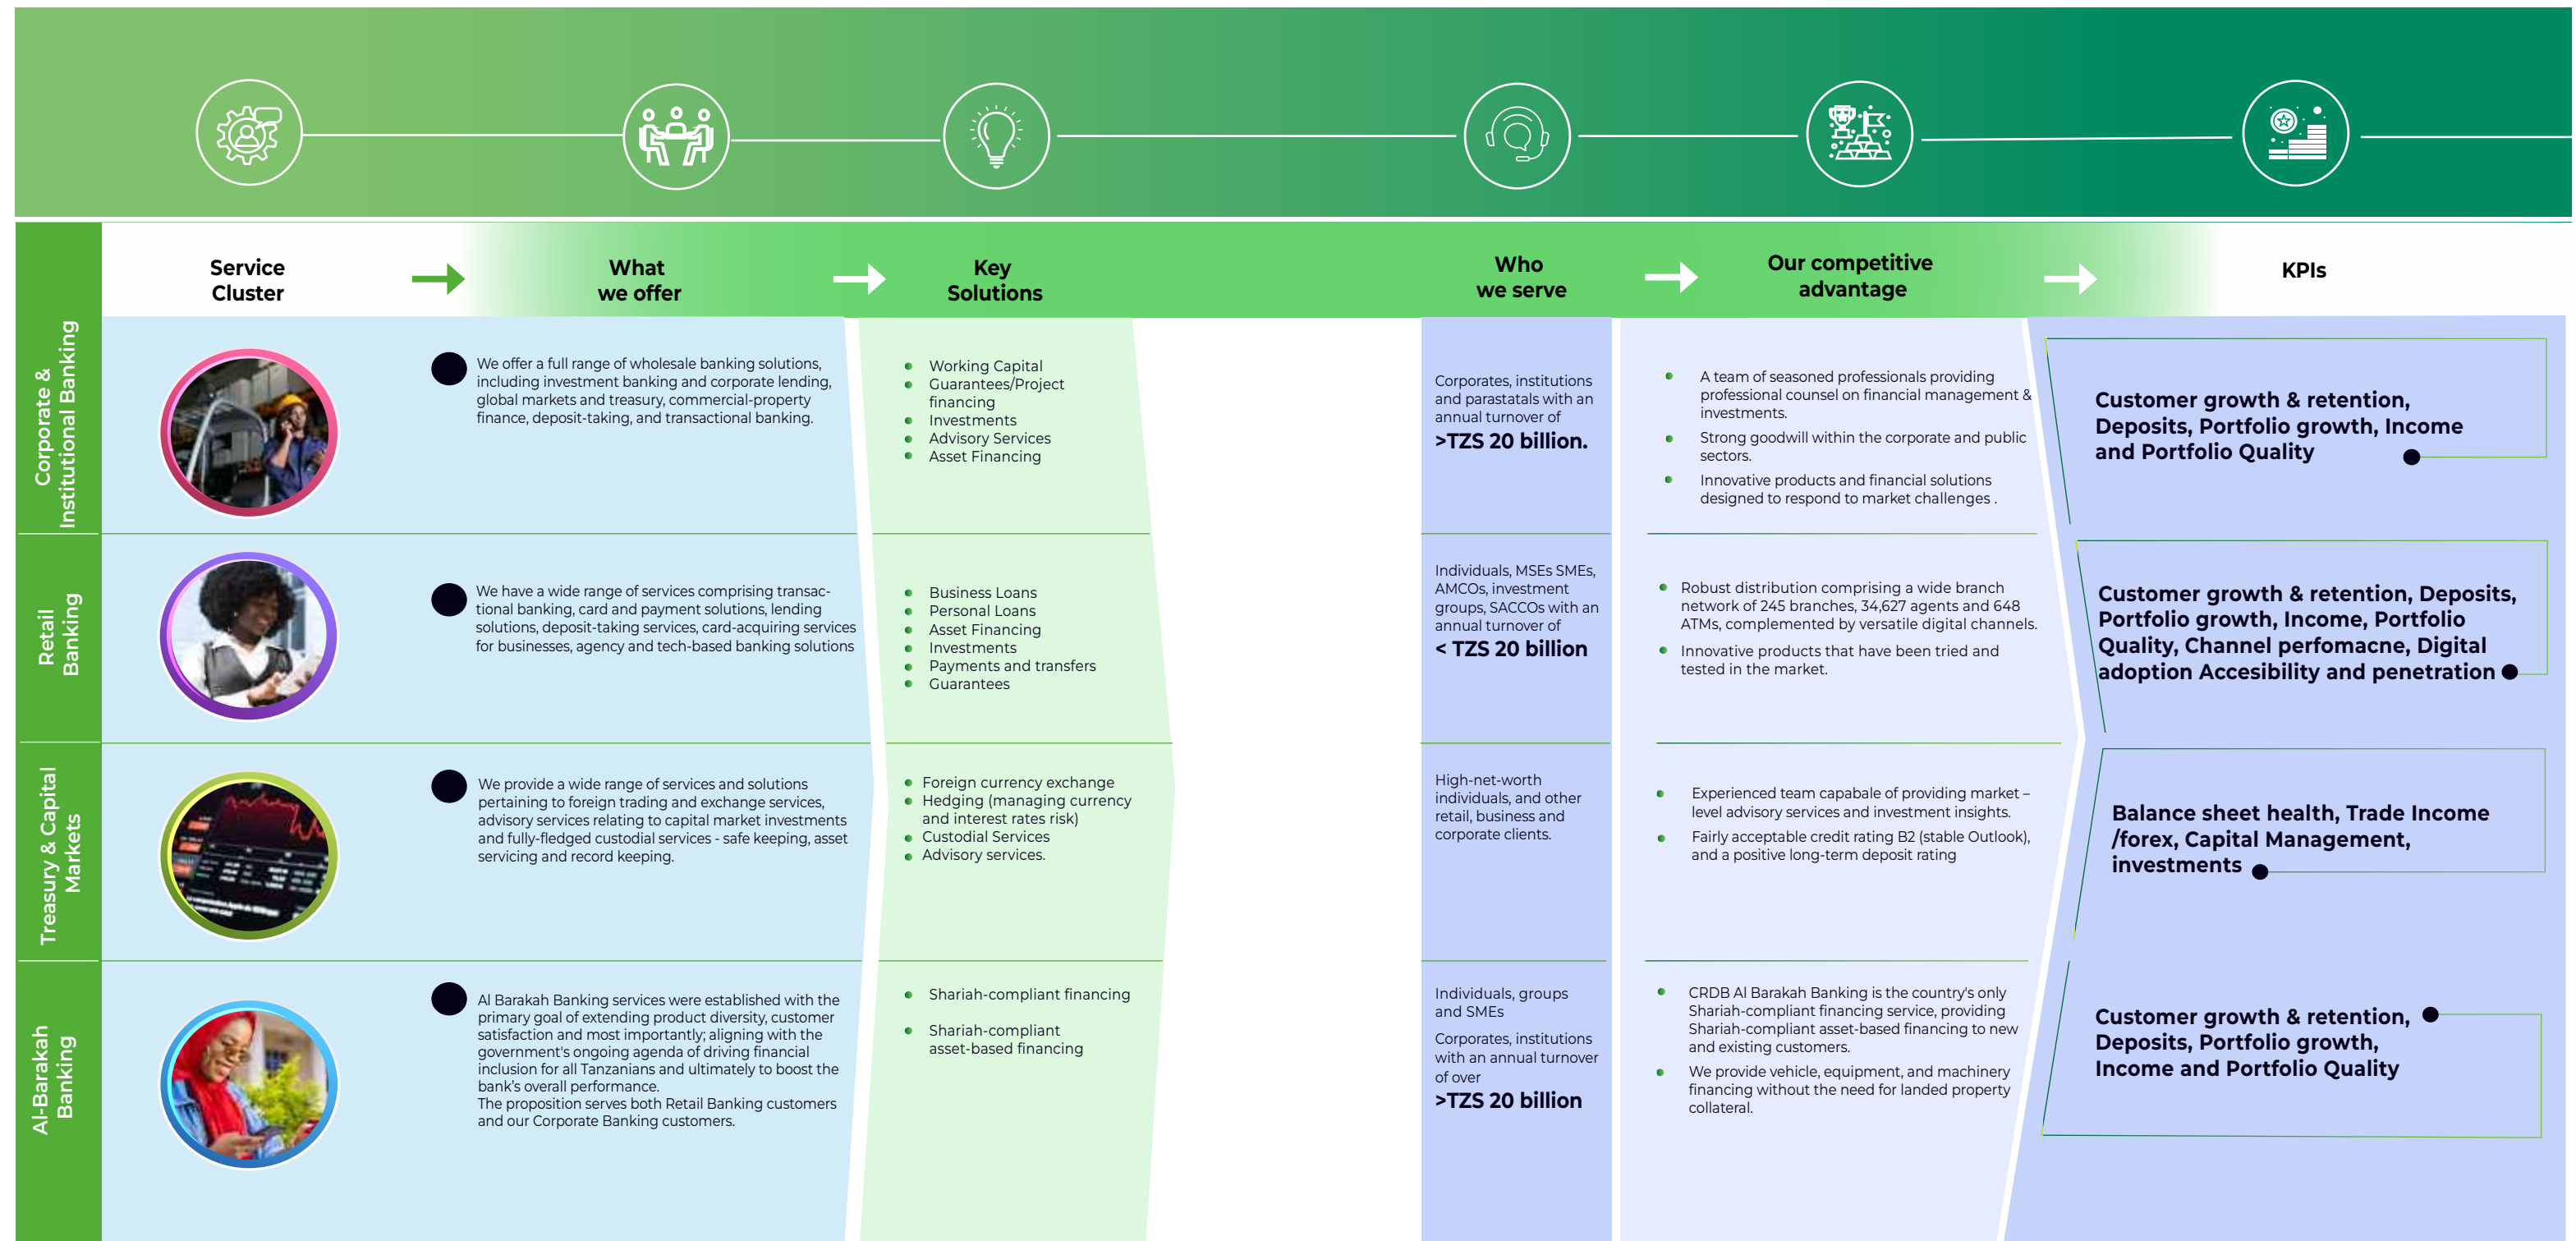 Service
Cluster
What
we offer
Key
Solutions
Who
we serve
Our competitive
advantage
KPIs
Corporate &
Institutional Banking
We offer a full range of wholesale banking solutions,
including investment banking and corporate lending,
global markets and treasury, commercial-property
finance, deposit-taking, and transactional banking.
Working Capital
Guarantees/Project
financing
Investments
Advisory Services
Asset Financing
Corporates, institutions
and parastatals with an
annual turnover of
>TZS 20 billion.
A team of seasoned professionals providing
professional counsel on financial management &
investments.
Strong goodwill within the corporate and public
sectors.
Innovative products and financial solutions
designed to respond to market challenges .
Customer growth & retention,
Deposits, Portfolio growth, Income
and Portfolio Quality
Retail
Banking
We have a wide range of services comprising transac-
tional banking, card and payment solutions, lending
solutions, deposit-taking services, card-acquiring services
for businesses, agency and tech-based banking solutions
Business Loans
Personal Loans
Asset Financing
Investments
Payments and transfers
Guarantees
Individuals, MSEs SMEs,
AMCOs, investment
groups, SACCOs with an
annual turnover of
< TZS 20 billion
Robust distribution comprising a wide branch
network of 245 branches, 34,627 agents and 648
ATMs, complemented by versatile digital channels.
Innovative products that have been tried and
tested in the market.
Customer growth & retention, Deposits,
Portfolio growth, Income, Portfolio
Quality, Channel perfomacne, Digital
adoption Accesibility and penetration
Treasury & Capital
Markets
We provide a wide range of services and solutions
pertaining to foreign trading and exchange services,
advisory services relating to capital market investments
and fully-fledged custodial services - safe keeping, asset
servicing and record keeping.
Foreign currency exchange
Hedging (managing currency
and interest rates risk)
Custodial Services
Advisory services.
High-net-worth
individuals, and other
retail, business and
corporate clients.
Experienced team capabale of providing market –
level advisory services and investment insights.
Fairly acceptable credit rating B2 (stable Outlook),
and a positive long-term deposit rating
Balance sheet health, Trade Income
/forex, Capital Management,
investments
Al-Barakah
Banking
Al Barakah Banking services were established with the
primary goal of extending product diversity, customer
satisfaction and most importantly; aligning with the
government's ongoing agenda of driving financial
inclusion for all Tanzanians and ultimately to boost the
bank's overall performance.
The proposition serves both Retail Banking customers
and our Corporate Banking customers.
Shariah-compliant financing
Shariah-compliant
asset-based financing
Individuals, groups
and SMEs
Corporates, institutions
with an annual turnover
of over
>TZS 20 billion
CRDB Al Barakah Banking is the country's only
Shariah-compliant financing service, providing
Shariah-compliant asset-based financing to new
and existing customers.
We provide vehicle, equipment, and machinery
financing without the need for landed property
collateral.
Customer growth & retention,
Deposits, Portfolio growth,
Income and Portfolio Quality